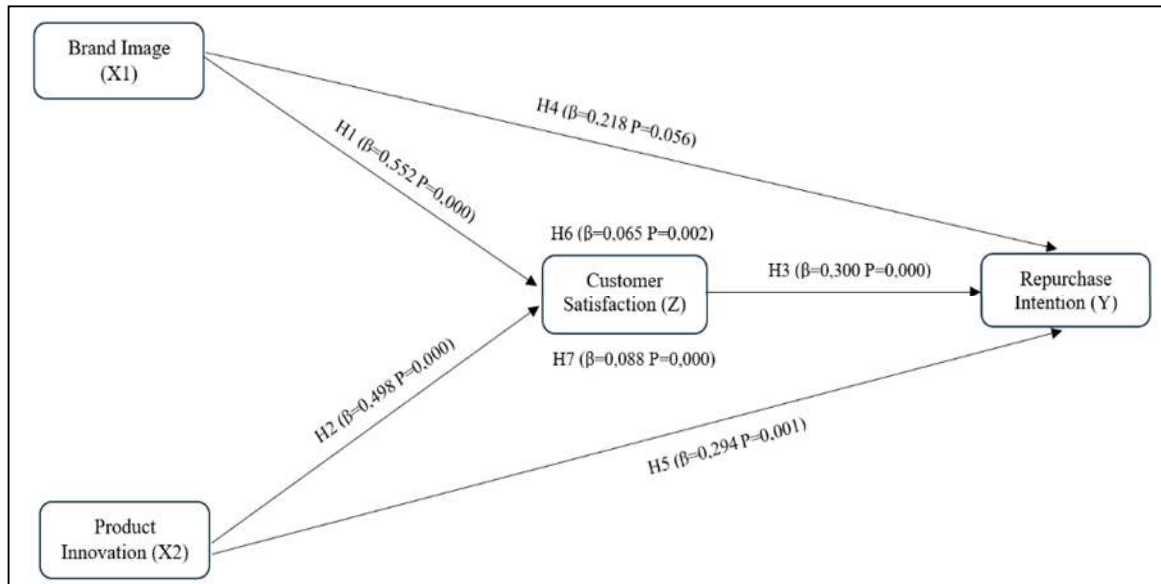 Brand Image
(X1)
H4 (β=0,218 P=0,056)
H1 (β=0,552 P=0,000)
H6 (β=0,065 P=0,002)
Customer
Satisfaction (Z)
H3 (β=0,300 P=0,000)
Repurchase
Intention (Y)
H7 (β=0,088 P=0,000)
H2 (β=0,498 P=0,000)
H5 (β=0,294 P=0,001)
Product
Innovation (X2)